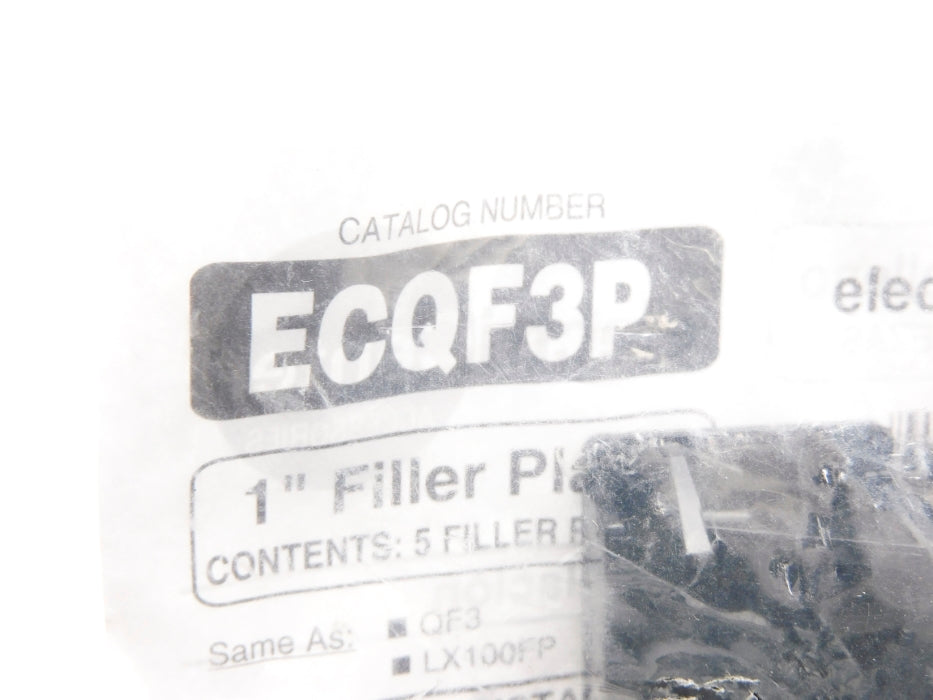 CATALOG NUMBER
ECQF3P
elec
1" Filler Pla
CONTENTS: 5 FILLER
Same As: ■ QF3
■ LX100FP